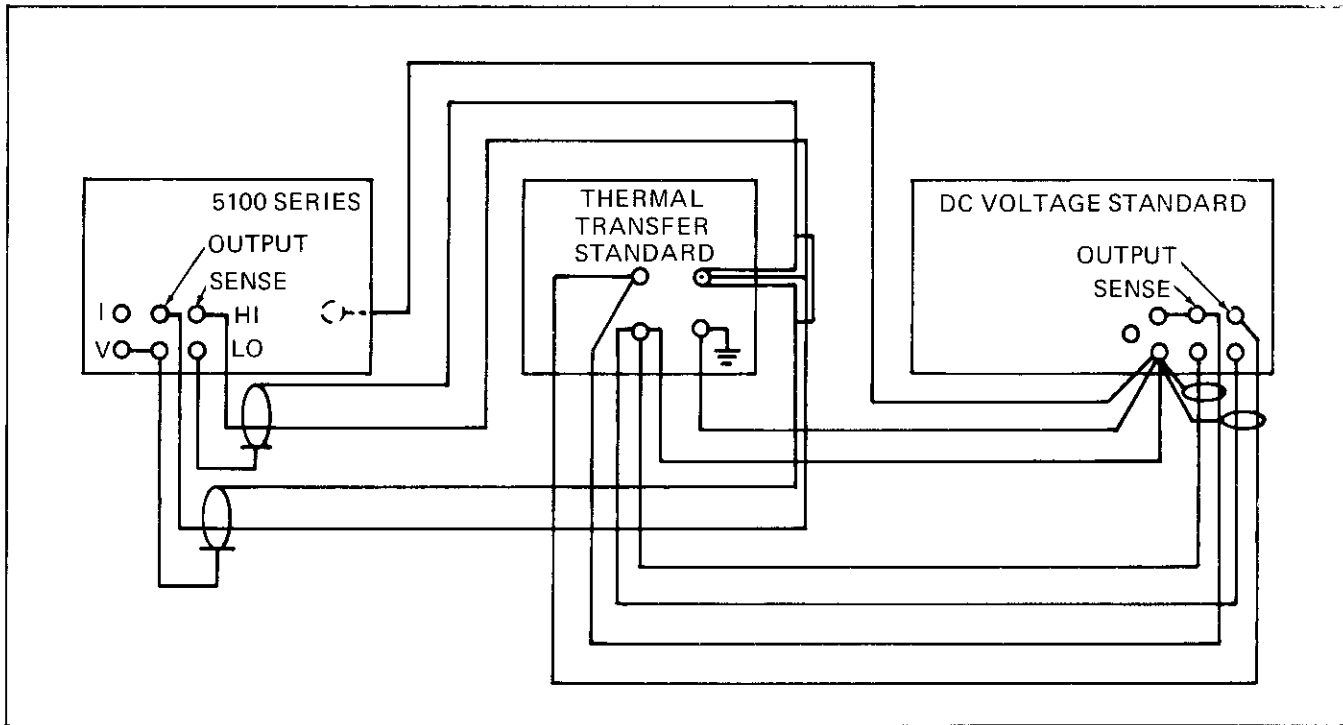 5100 SERIES
OUTPUT
SENSE
I
HI
V
LO
THERMAL
TRANSFER
STANDARD
DC VOLTAGE STANDARD
OUTPUT
SENSE